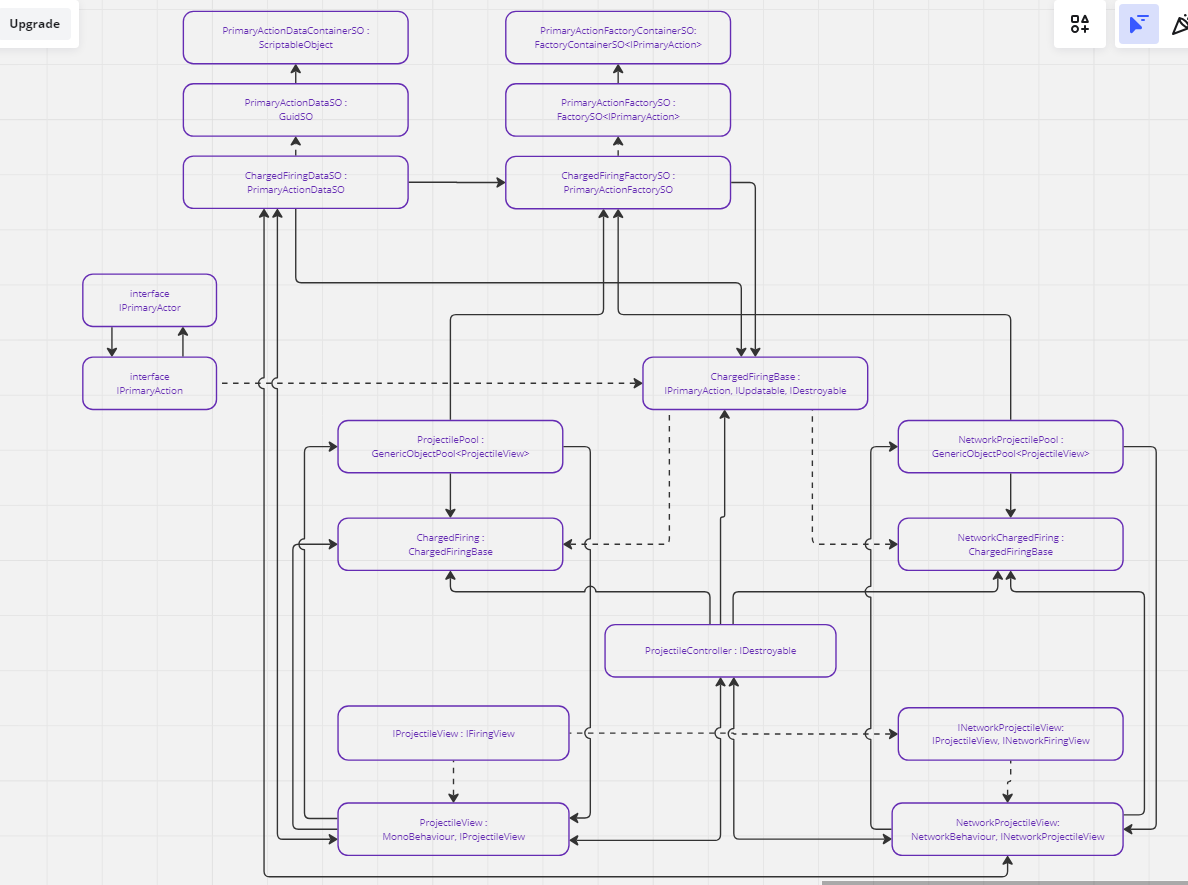 Upgrade
PrimaryActionDataContainerSO :
ScriptableObject
PrimaryActionFactoryContainerSO:
FactoryContainerSO<IPrimaryAction>
PrimaryActionDataSO :
GuidSO
PrimaryActionFactorySO :
FactorySO<IPrimaryAction>
ChargedFiringDataSO :
PrimaryActionDataSO
ChargedFiringFactorySO :
PrimaryActionFactorySO
interface
IPrimaryActor
interface
IPrimaryAction
ChargedFiringBase :
IPrimaryAction, IUpdatable, IDestroyable
ProjectilePool :
GenericObjectPool<ProjectileView>
NetworkProjectilePool :
GenericObjectPool<ProjectileView>
ChargedFiring :
ChargedFiringBase
NetworkChargedFiring :
ChargedFiringBase
ProjectileController : IDestroyable
IProjectileView : IFiringView
INetworkProjectileView:
IProjectileView, INetworkFiringView
ProjectileView :
MonoBehaviour, IProjectileView
NetworkProjectileView:
NetworkBehaviour, INetworkProjectileView